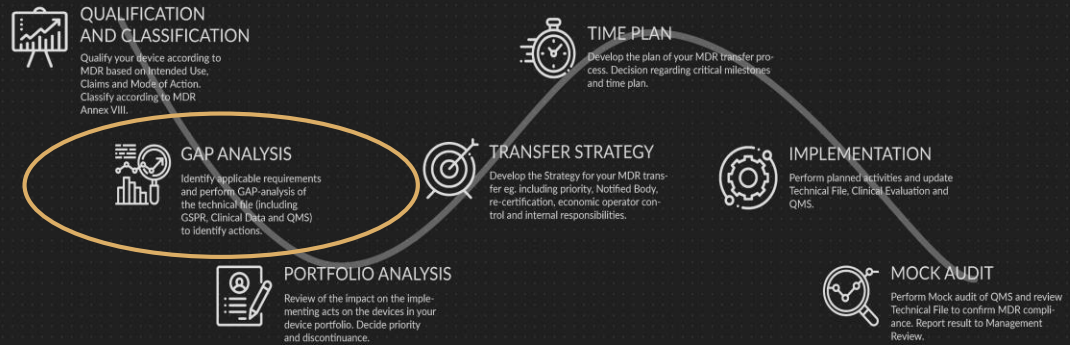 QUALIFICATION
AND CLASSIFICATION
Qualify your device according to
MDR based on Intended Use,
Claims and Mode of Action.
Classify according to MDR
Annex VIII.
GAP ANALYSIS
Identify applicable requirements
and perform GAP-analysis of
the technical file (including
GSPR, Clinical Data and QMS)
to identify actions.
PORTFOLIO ANALYSIS
Review of the impact on the imple-
menting acts on the devices in your
device portfolio. Decide priority
and discontinuance.
TRANSFER STRATEGY
Develop the Strategy for your MDR trans-
fer eg. including priority, Notified Body,
re-certification, economic operator con-
trol and internal responsibilities.
TIME PLAN
Develop the plan of your MDR transfer pro-
cess. Decision regarding critical milestones
and time plan.
IMPLEMENTATION
Perform planned activities and update
Technical File, Clinical Evaluation and
QMS.
MOCK AUDIT
Perform Mock audit of QMS and review
Technical File to confirm MDR compli-
ance. Report result to Management
Review.